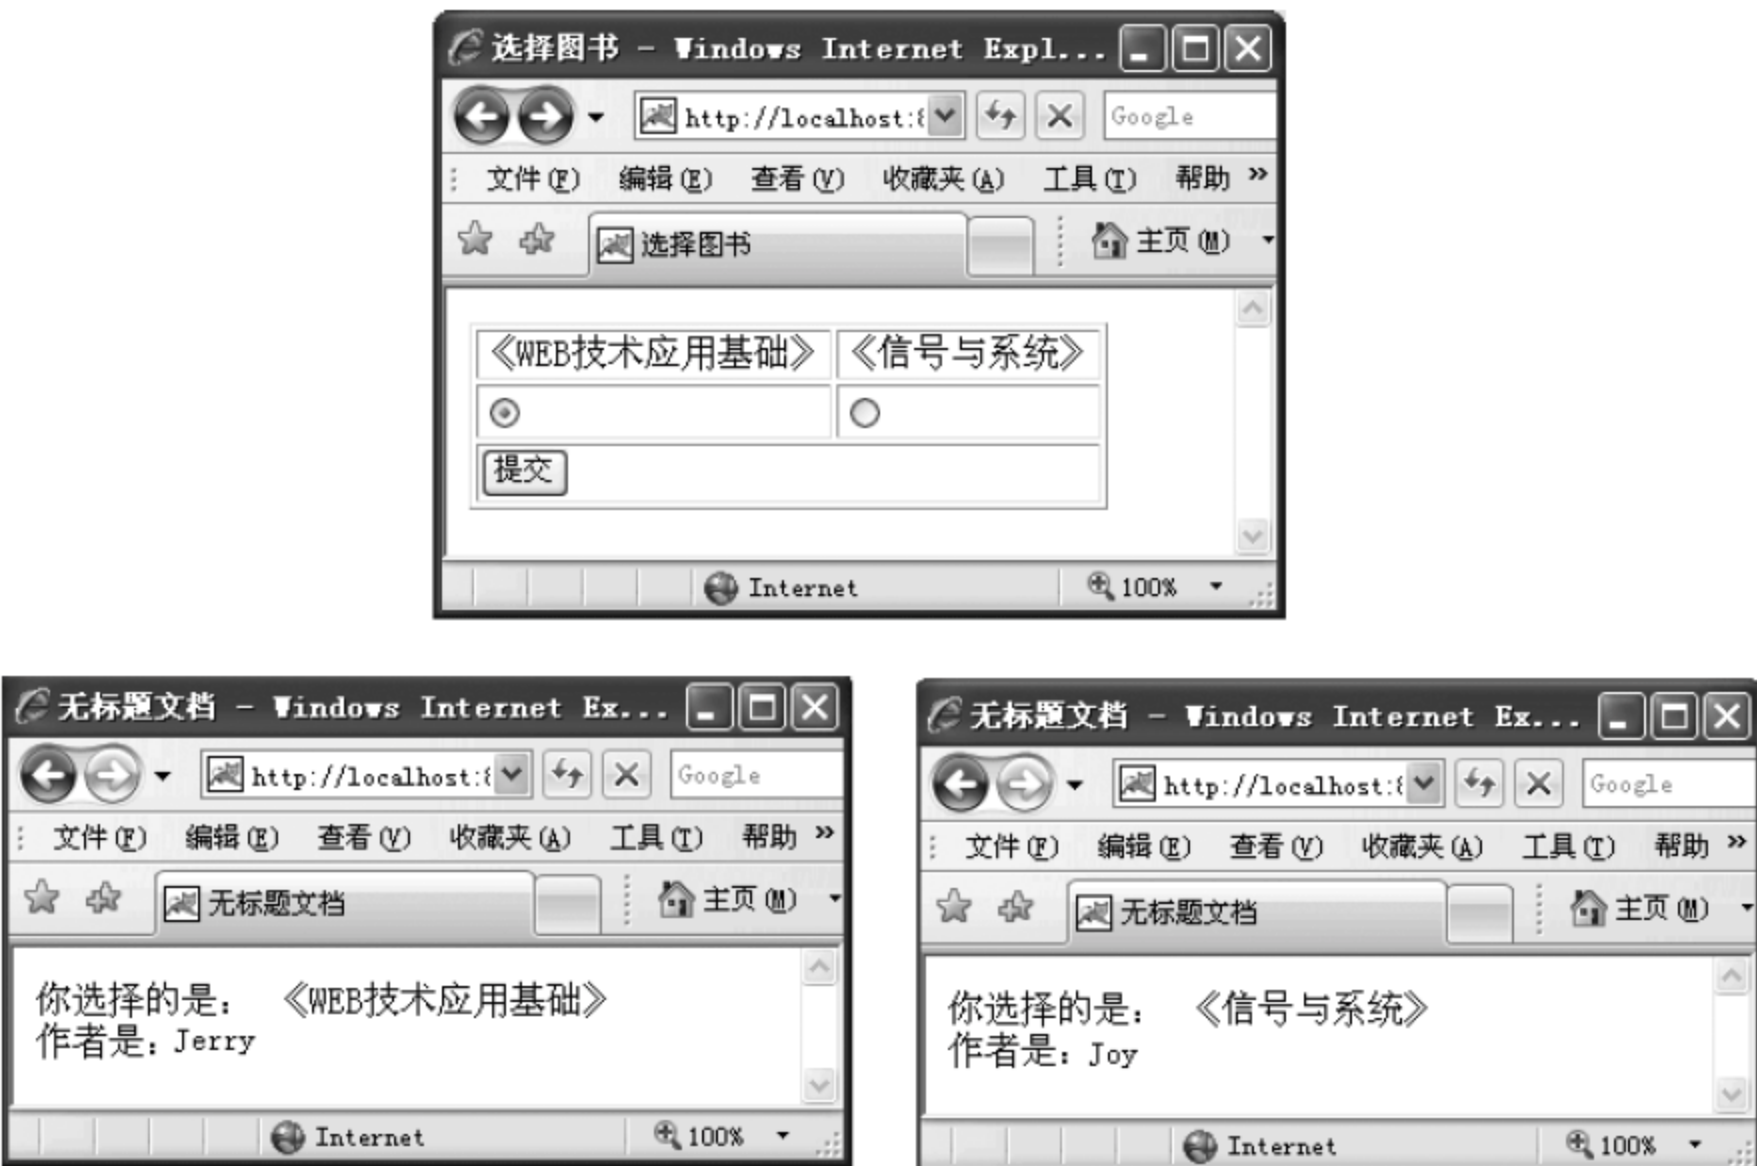 选择图书 - Windows Internet Expl...
http://localhost:8
Google
文件(F) 编辑(E) 查看(V) 收藏夹(A) 工具(T) 帮助 »
选择图书
主页(M)
《WEB技术应用基础》 《信号与系统》
提交
Internet 100%
无标题文档 - Windows Internet Ex...
http://localhost:8
Google
文件(F) 编辑(E) 查看(V) 收藏夹(A) 工具(T) 帮助 »
无标题文档
主页(M)
你选择的是： 《WEB技术应用基础》
作者是：Jerry
Internet 100%
无标题文档 - Windows Internet Ex...
http://localhost:8
Google
文件(F) 编辑(E) 查看(V) 收藏夹(A) 工具(T) 帮助 »
无标题文档
主页(M)
你选择的是： 《信号与系统》
作者是：Joy
Internet 100%